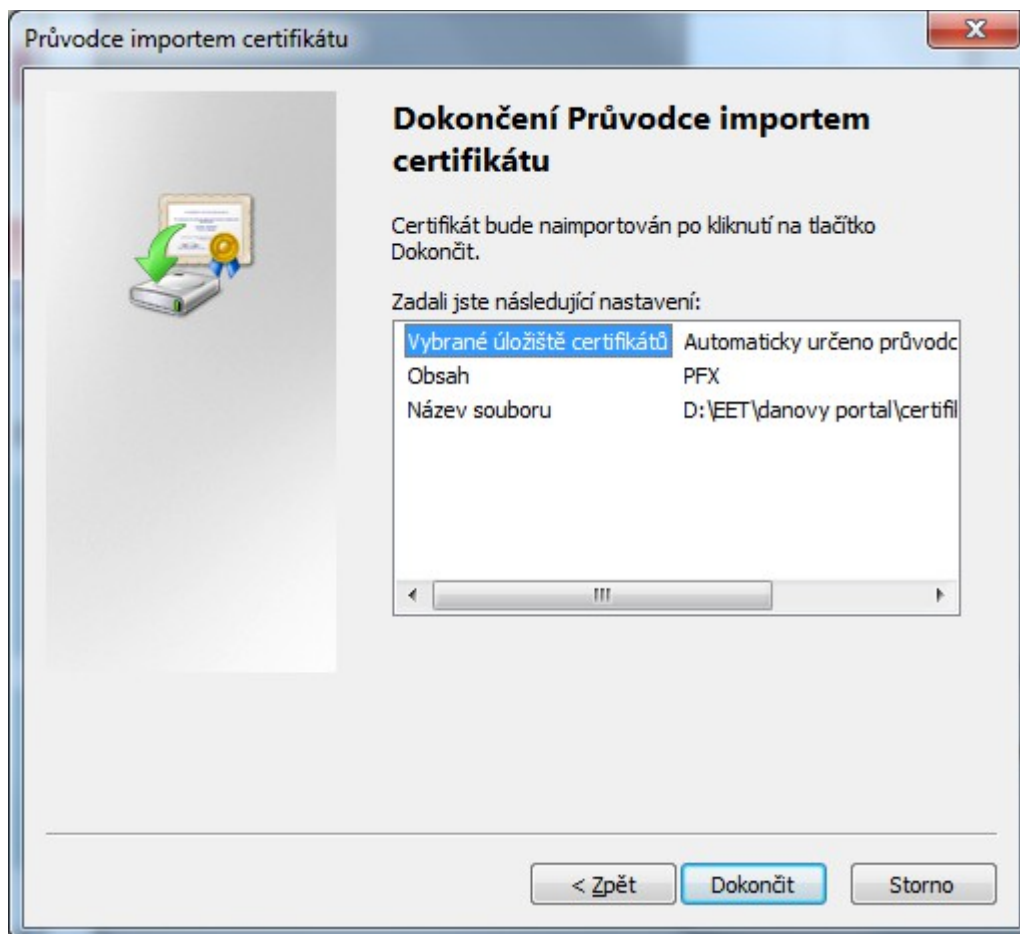 Průvodce importem certifikátu
Dokončení Průvodce importem
certifikátu
Certifikát bude naimportován po kliknutí na tlačítko
Dokončit.
Zadali jste následující nastavení:
Vybrané úložiště certifikátů Automaticky určeno průvodc
Obsah PFX
Název souboru D:\EET\danovy portal\certifil
< Zpět Dokončit Storno